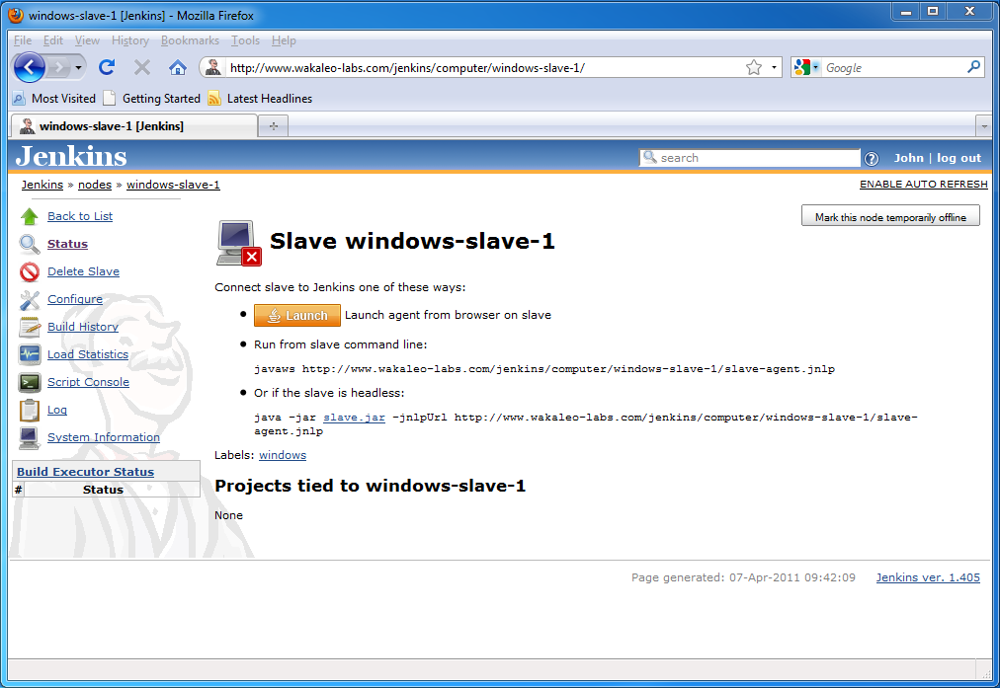 windows-slave-1 [Jenkins] - Mozilla Firefox
File Edit View History Bookmarks Tools Help
http://www.wakaleo-labs.com/jenkins/computer/windows-slave-1/
Google
Most Visited Getting Started Latest Headlines
windows-slave-1 [Jenkins]
Jenkins
search
John | log out
Jenkins » nodes » windows-slave-1
ENABLE AUTO REFRESH
Back to List
Status
Delete Slave
Configure
Build History
Load Statistics
Script Console
Log
System Information
Build Executor Status
# Status
Mark this node temporarily offline
Slave windows-slave-1
Connect slave to Jenkins one of these ways:
• Launch Launch agent from browser on slave
• Run from slave command line:
javaws http://www.wakaleo-labs.com/jenkins/computer/windows-slave-1/slave-agent.jnlp
• Or if the slave is headless:
java -jar slave.jar -jnlpUrl http://www.wakaleo-labs.com/jenkins/computer/windows-slave-1/slave-
agent.jnlp
Labels: windows
Projects tied to windows-slave-1
None
Page generated: 07-Apr-2011 09:42:09 Jenkins ver. 1.405